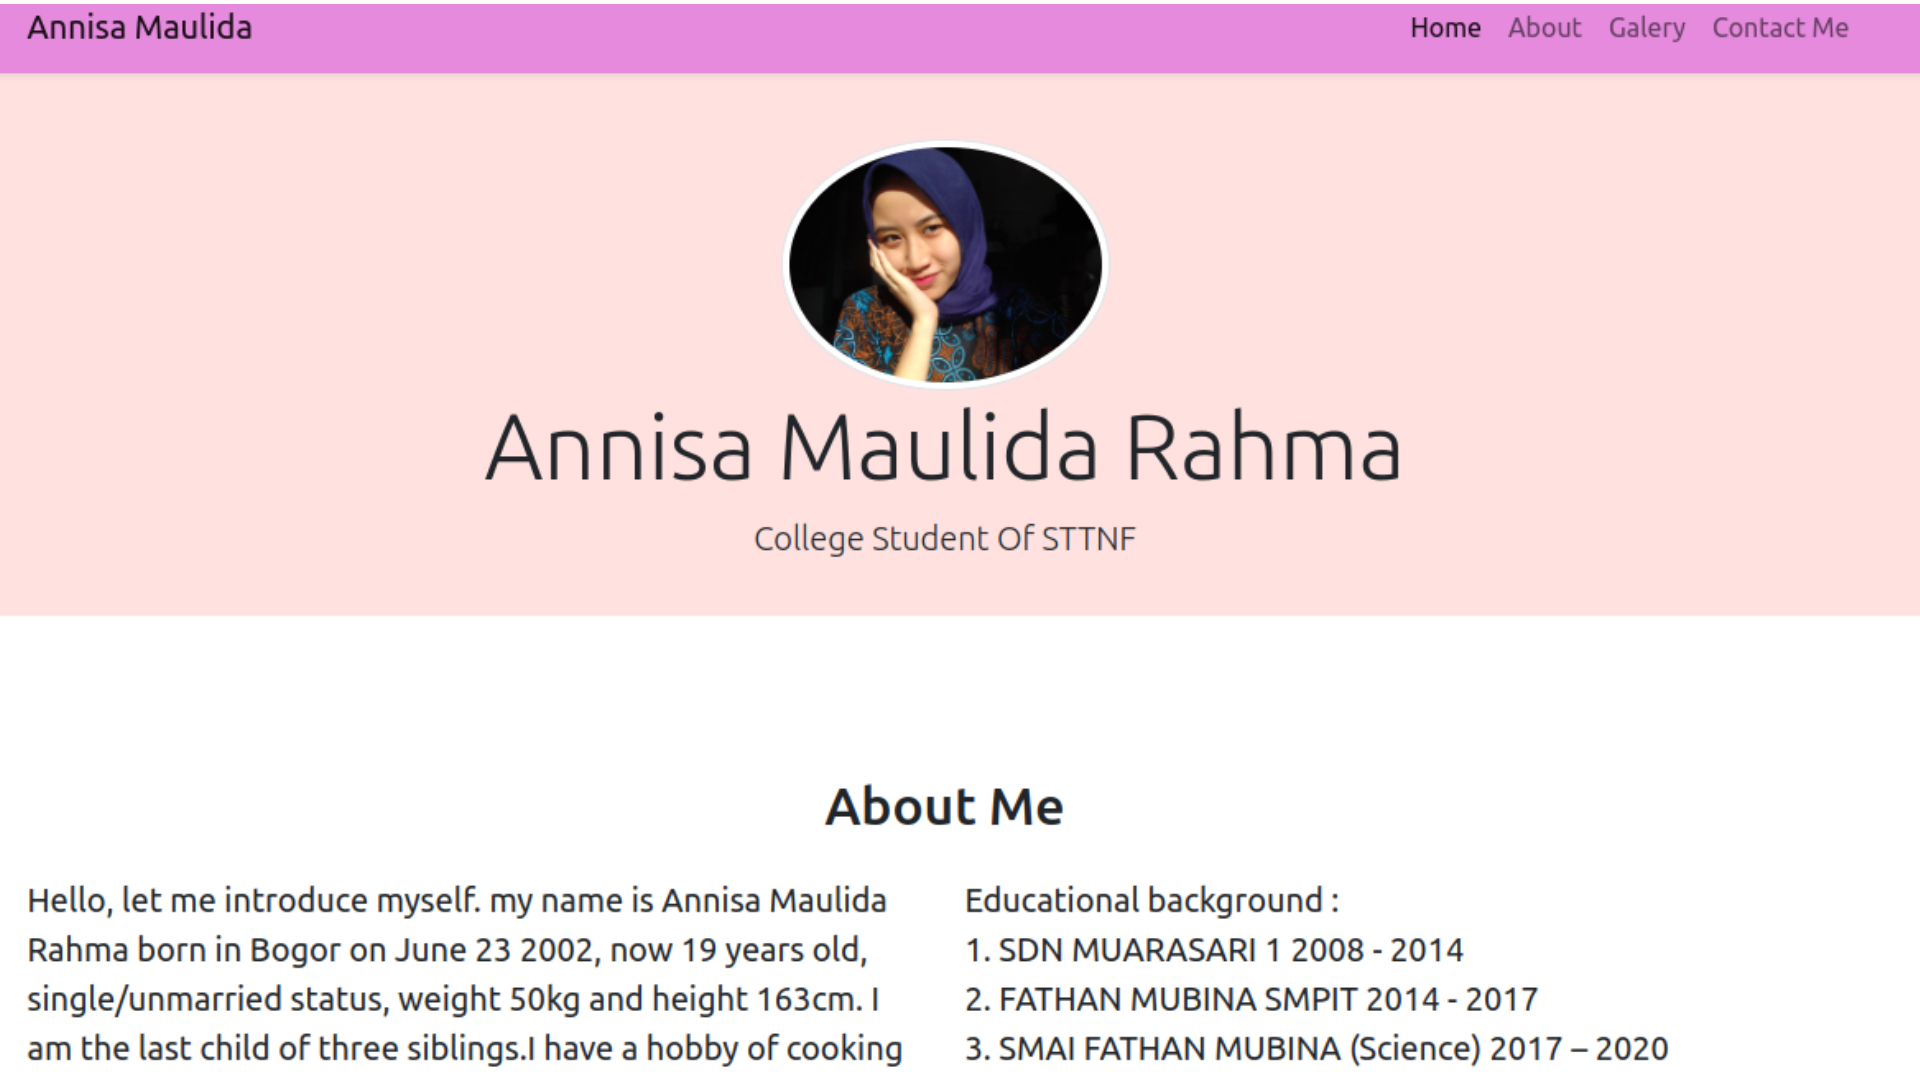 Annisa Maulida
Home About Galery Contact Me
Annisa Maulida Rahma
College Student Of STTNF
About Me
Hello, let me introduce myself. my name is Annisa Maulida
Rahma born in Bogor on June 23 2002, now 19 years old,
single/unmarried status, weight 50kg and height 163cm. I
am the last child of three siblings.I have a hobby of cooking
Educational background :
1. SDN MUARASARI 1 2008 - 2014
2. FATHAN MUBINA SMPIT 2014 - 2017
3. SMAI FATHAN MUBINA (Science) 2017 – 2020